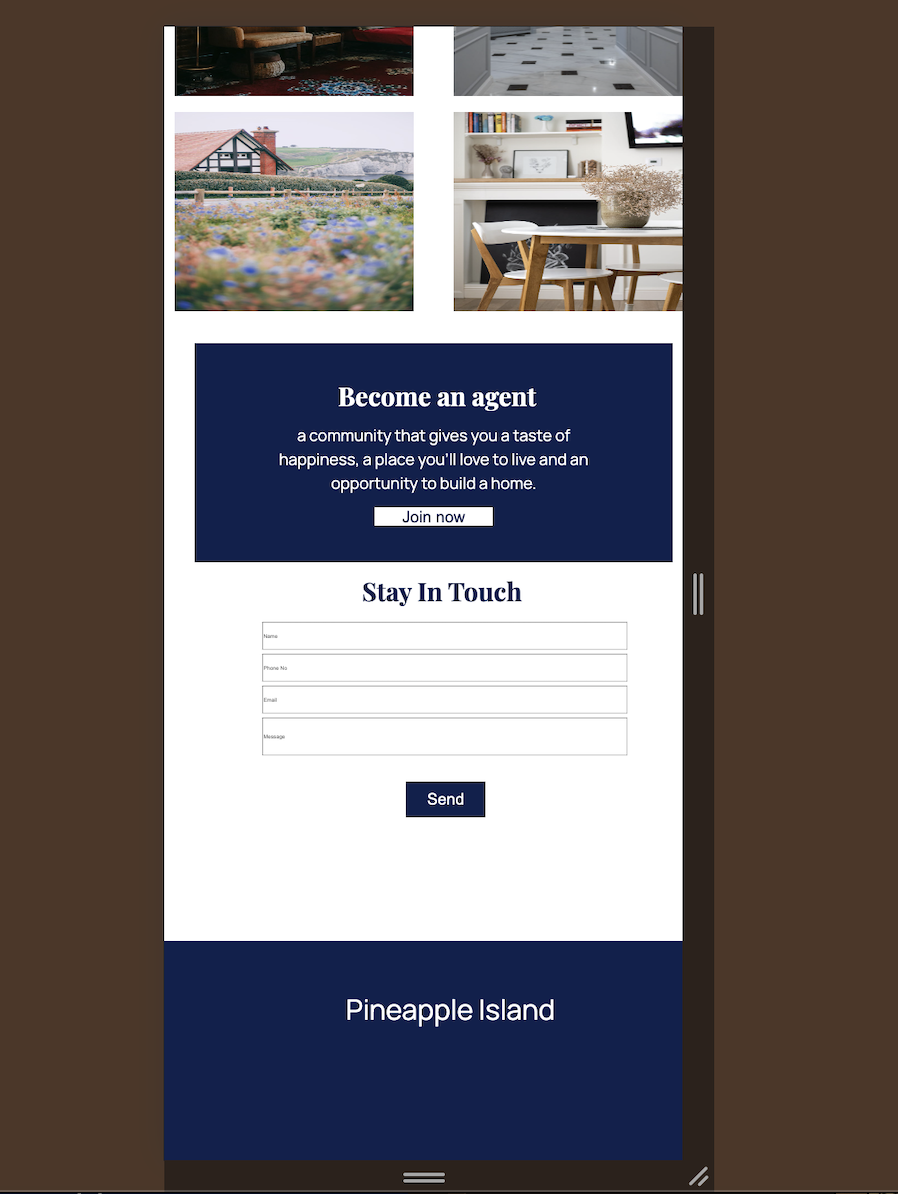 Become an agent
a community that gives you a taste of
happiness, a place you'll love to live and an
opportunity to build a home.
Join now
Stay In Touch
Name
Phone No
Email
Message
Send
Pineapple Island